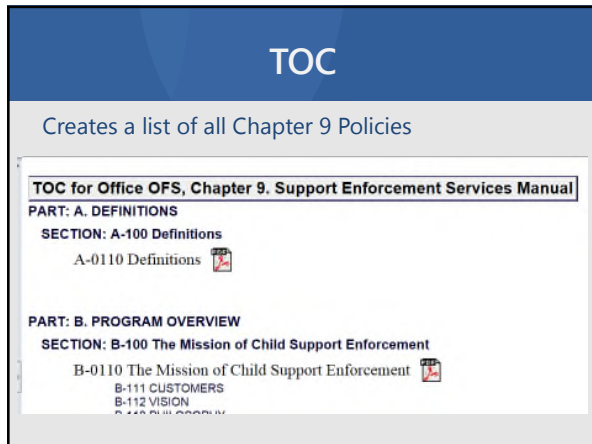 TOC
Creates a list of all Chapter 9 Policies
TOC for Office OFS, Chapter 9. Support Enforcement Services Manual
PART: A. DEFINITIONS
SECTION: A-100 Definitions
A-0110 Definitions
PART: B. PROGRAM OVERVIEW
SECTION: B-100 The Mission of Child Support Enforcement
B-0110 The Mission of Child Support Enforcement
B-111 CUSTOMERS
B-112 VISION